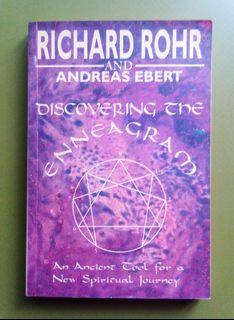 RICHARD ROHR
AND
ANDREAS EBERT
DISCOVERING THE
ENNEAGRAM
An Ancient Tool for a
New Spiritual Journey